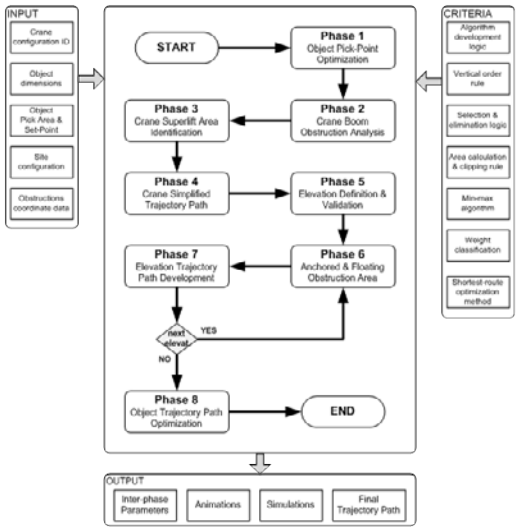 INPUT
Crane
configuration ID
Object
dimensions
Object
Pick Area &
Set-Point
Site
configuration
Obstructions
coordinate data
START
Phase 1
Object Pick-Point
Optimization
Phase 3
Crane Superlift Area
Identification
Phase 2
Crane Boom
Obstruction Analysis
Phase 4
Crane Simplified
Trajectory Path
Phase 5
Elevation Definition &
Validation
Phase 7
Elevation Trajectory
Path Development
Phase 6
Anchored & Floating
Obstruction Area
next
elevat.
YES
NO
Phase 8
Object Trajectory Path
Optimization
END
CRITERIA
Algorithm
development
logic
Vertical order
rule
Selection &
elimination logic
Area calculation
& clipping rule
Min-max
algorithm
Weight
classification
Shortest-route
optimization
method
OUTPUT
Inter-phase
Parameters
Animations
Simulations
Final
Trajectory Path